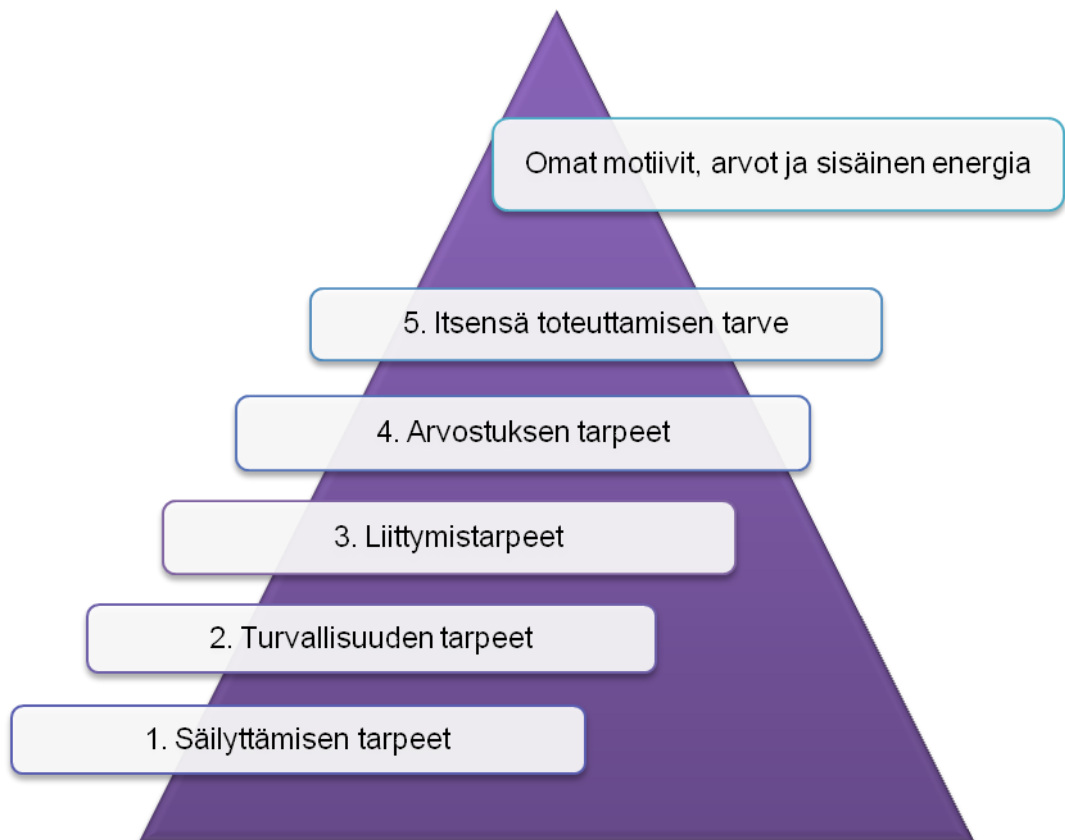 Omat motiivit, arvot ja sisäinen energia
5. Itsensä toteuttamisen tarve
4. Arvostuksen tarpeet
3. Liittymistarpeet
2. Turvallisuuden tarpeet
1. Säilyttämisen tarpeet